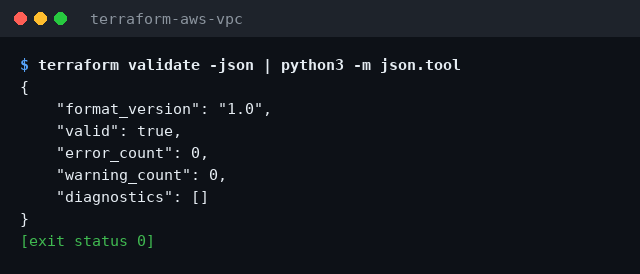 terraform-aws-vpc
$ terraform validate -json | python3 -m json.tool
{
    "format_version": "1.0",
    "valid": true,
    "error_count": 0,
    "warning_count": 0,
    "diagnostics": []
}
[exit status 0]